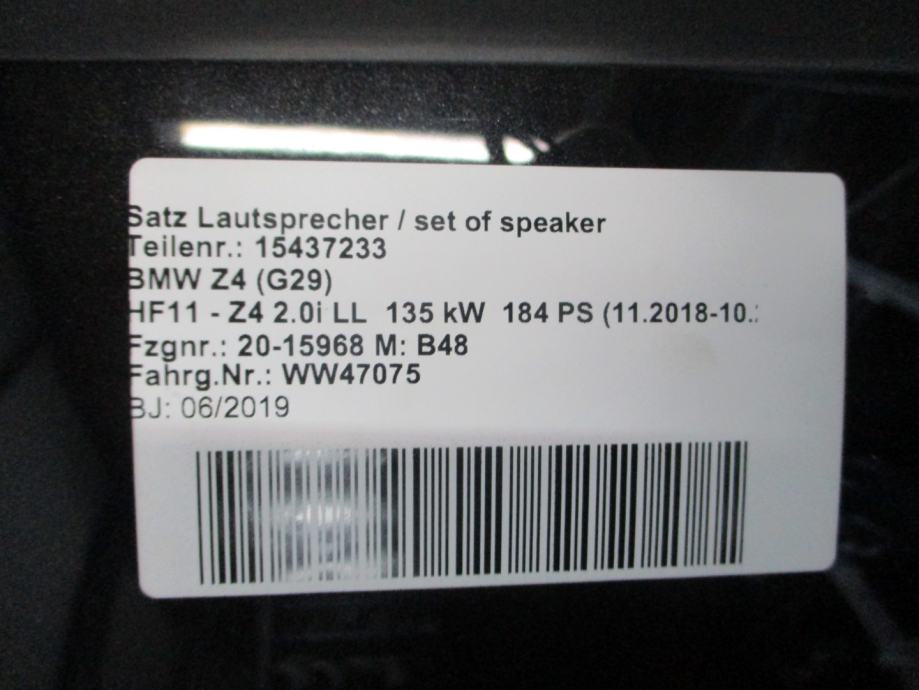 Satz Lautsprecher / set of speaker
Teilenr.: 15437233
BMW Z4 (G29)
HF11 - Z4 2.0i LL 135 kW 184 PS (11.2018-10.
Fzgnr.: 20-15968 M: B48
Fahrg.Nr.: WW47075
BJ: 06/2019